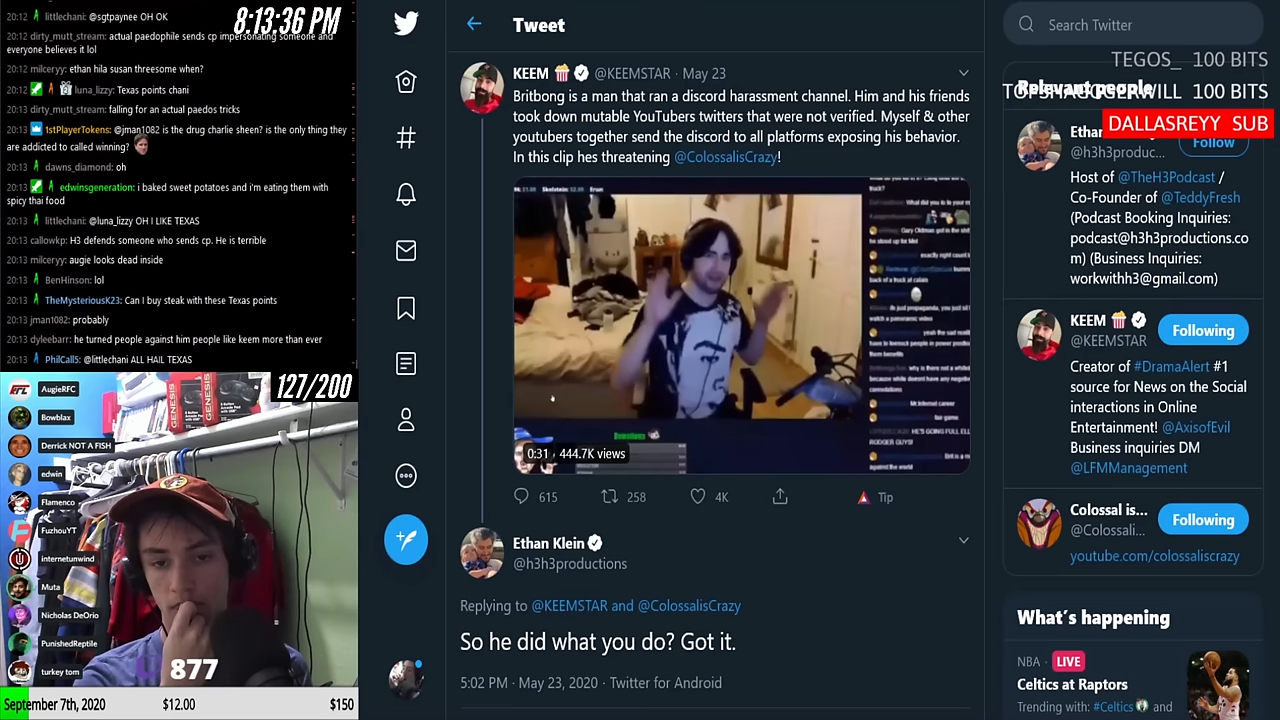 8:13:36 PM
20:12 littlechani: @sgtpaynee OH OK
20:12 dirty_mutt_stream: actual paedophile sends cp impersonating someone and
everyone believes it lol
20:12 milceryy: ethan hila susan threesome when?
20:12 luna_lizzy: Texas points chani
20:13 dirty_mutt_stream: falling for an actual paedos tricks
20:13 1stPlayerTokens: @jman1082 is the drug charlie sheen? is the only thing they
are addicted to called winning?
20:13 dawns_diamond: oh
20:13 edwinsgeneration: i baked sweet potatoes and i'm eating them with
spicy thai food
20:13 littlechani: @luna_lizzy OH I LIKE TEXAS
20:13 callowkp: H3 defends someone who sends cp. He is terrible
20:13 milceryy: augie looks dead inside
20:13 BenHinson: lol
20:13 TheMysteriousK23: Can I buy steak with these Texas points
20:13 jman1082: probably
20:13 dyleebarr: he turned people against him people like keem more than ever
20:13 PhilCall5: @littlechani ALL HAIL TEXAS
127/200
AugieRFC
Bowblax
Derrick NOT A FISH
edwin
Flamenco
FuzhouYT
internetunwind
Muta
Nicholas DeOrio
PunishedReptile
turkey tom
GENESIS
GENESIS
877
September 7th, 2020 $12.00 $150
Tweet
KEEM @KEEMSTAR · May 23
Britbong is a man that ran a discord harassment channel. Him and his friends
took down mutable YouTubers twitters that were not verified. Myself & other
youtubers together send the discord to all platforms exposing his behavior.
In this clip hes threatening @ColossalisCrazy!
0:31 444.7K views
615 258 4K Tip
Ethan Klein
@h3h3productions
Replying to @KEEMSTAR and @ColossalisCrazy
So he did what you do? Got it.
5:02 PM · May 23, 2020 · Twitter for Android
Search Twitter
TEGOS_ 100 BITS
Relevant people
100 BITS
DALLASREYY SUB
Ethan
@h3h3produc...
Follow
Host of @TheH3Podcast /
Co-Founder of @TeddyFresh
(Podcast Booking Inquiries:
podcast@h3h3productions.co
m) (Business Inquiries:
workwithh3@gmail.com)
KEEM
@KEEMSTAR
Following
Creator of #DramaAlert #1
source for News on the Social
interactions in Online
Entertainment! @AxisofEvil
Business inquiries DM
@LFMManagement
Colossal is...
@Colossali...
Following
youtube.com/colossaliscrazy
What's happening
NBA · LIVE
Celtics at Raptors
Trending with: #Celtics and